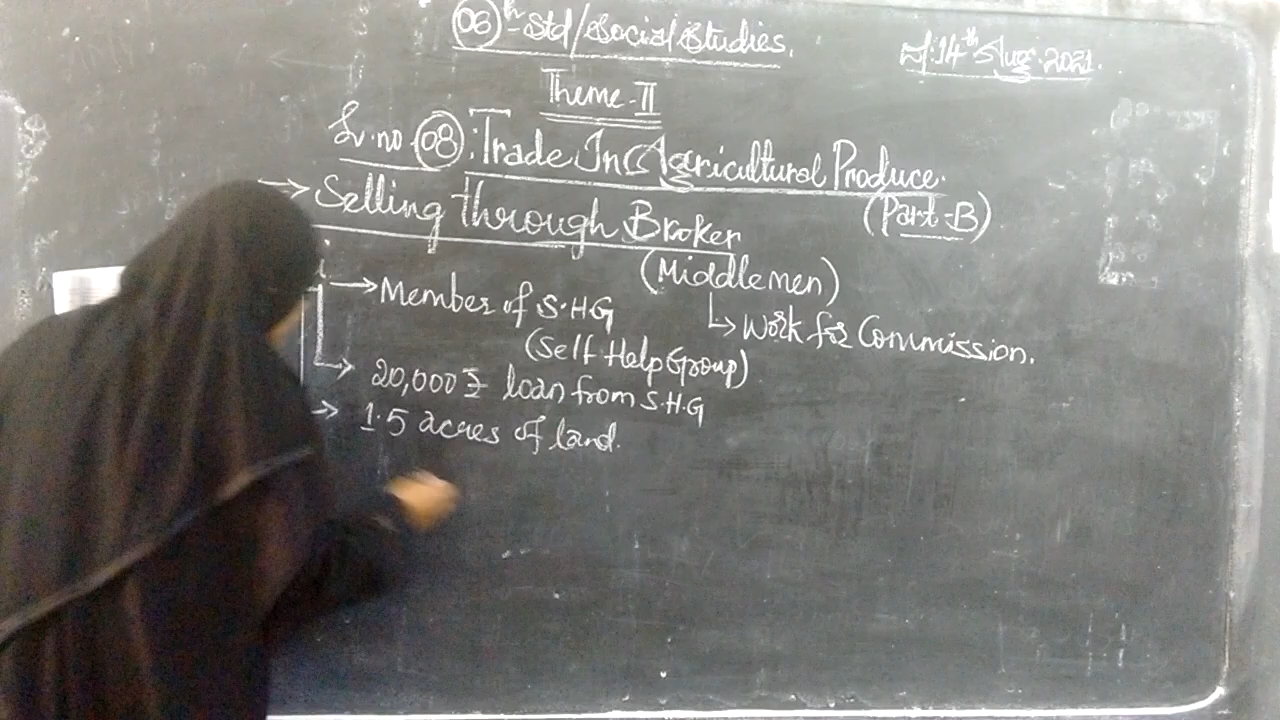 06th Std/Social Studies.
D:14th Aug.2021.
Theme-II
Lr.no 08: Trade In Agricultural Produce.
(Part-B)
→ Selling through Broker
(Middlemen)
→ Member of S.H.G
↳ Work for Commission.
(Self Help Group)
→ 20,000 ₹ loan from S.H.G
→ 1.5 acres of land.